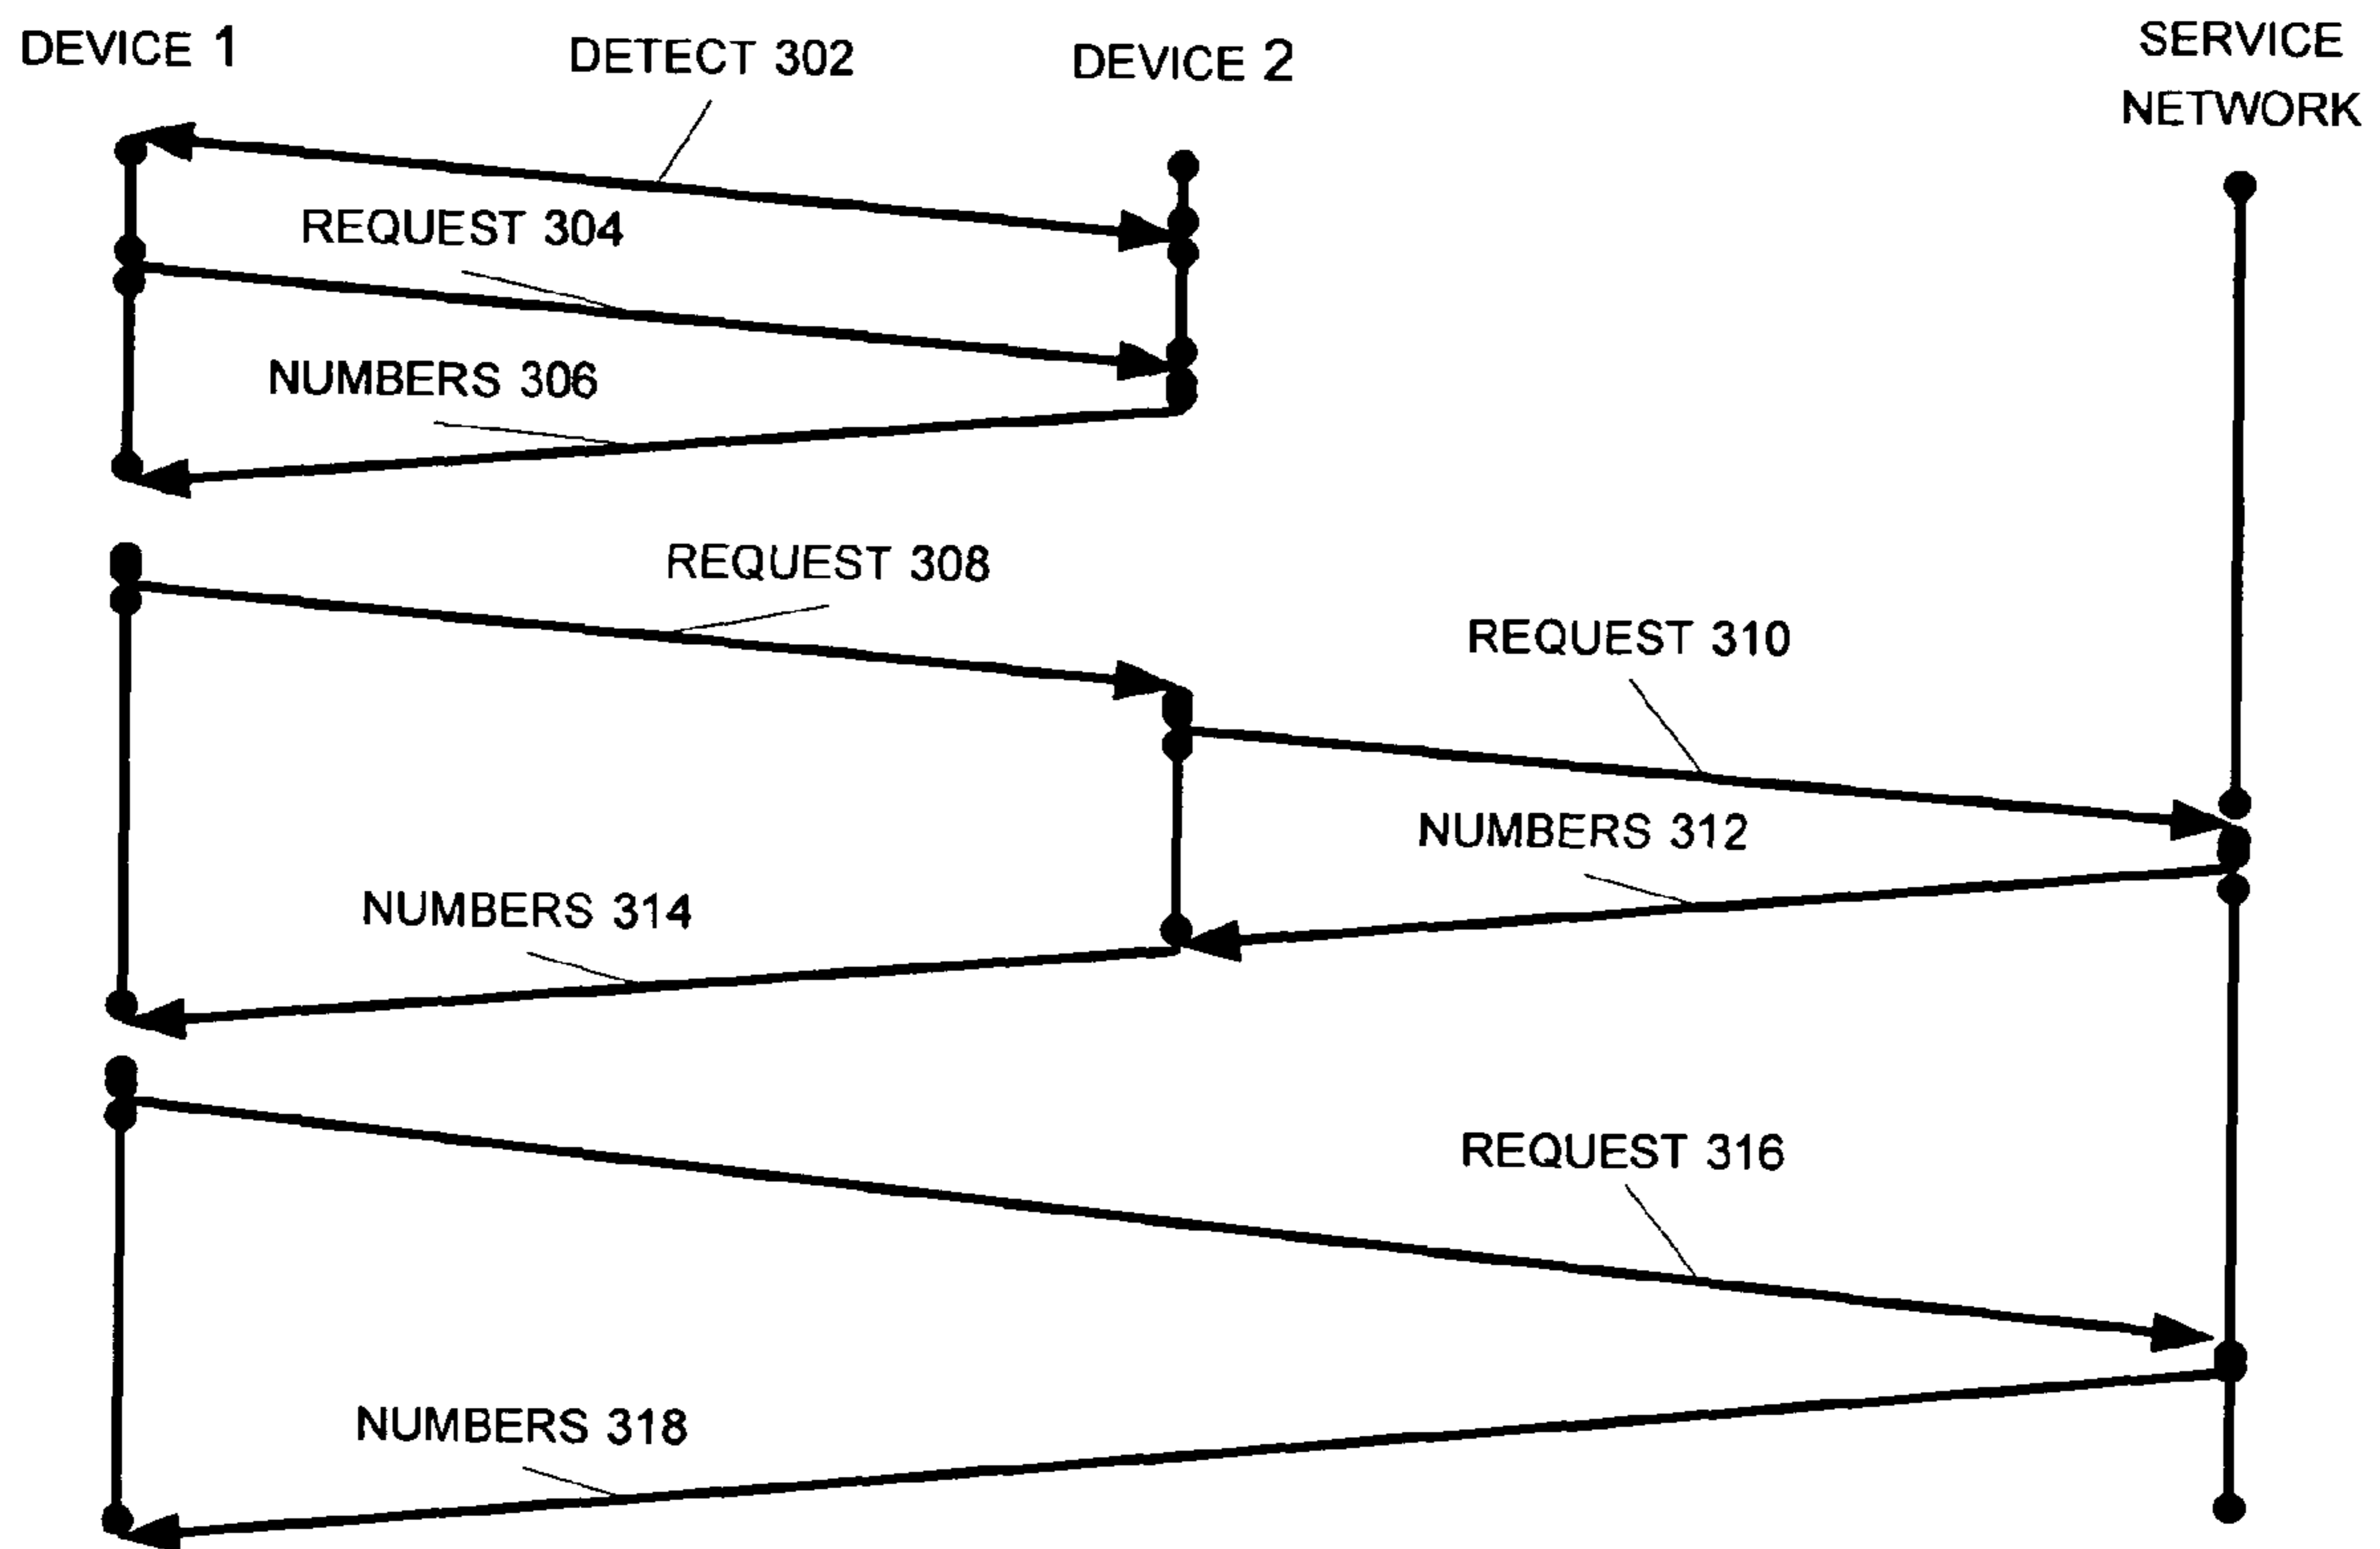 DEVICE 1
DETECT 302
DEVICE 2
SERVICE
NETWORK
REQUEST 304
NUMBERS 306
REQUEST 308
REQUEST 310
NUMBERS 312
NUMBERS 314
REQUEST 316
NUMBERS 318